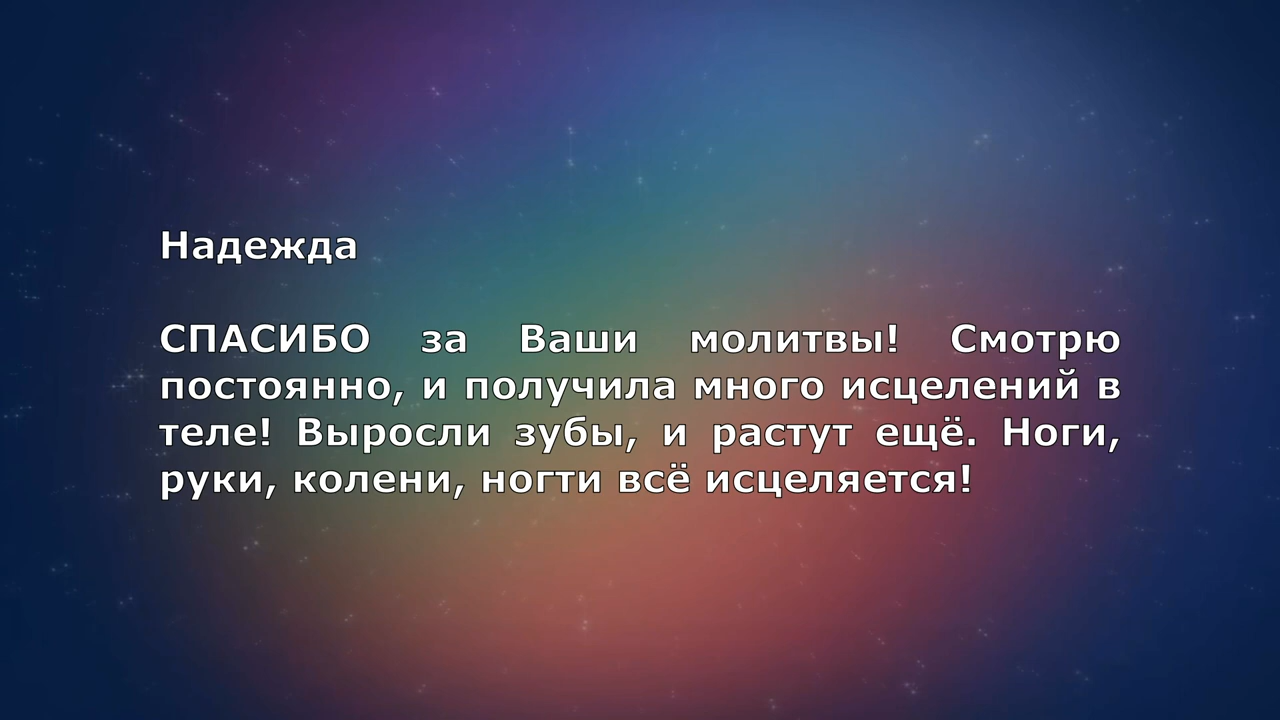 Надежда
СПАСИБО за Ваши молитвы! Смотрю
постоянно, и получила много исцелений в
теле! Выросли зубы, и растут ещё. Ноги,
руки, колени, ногти всё исцеляется!